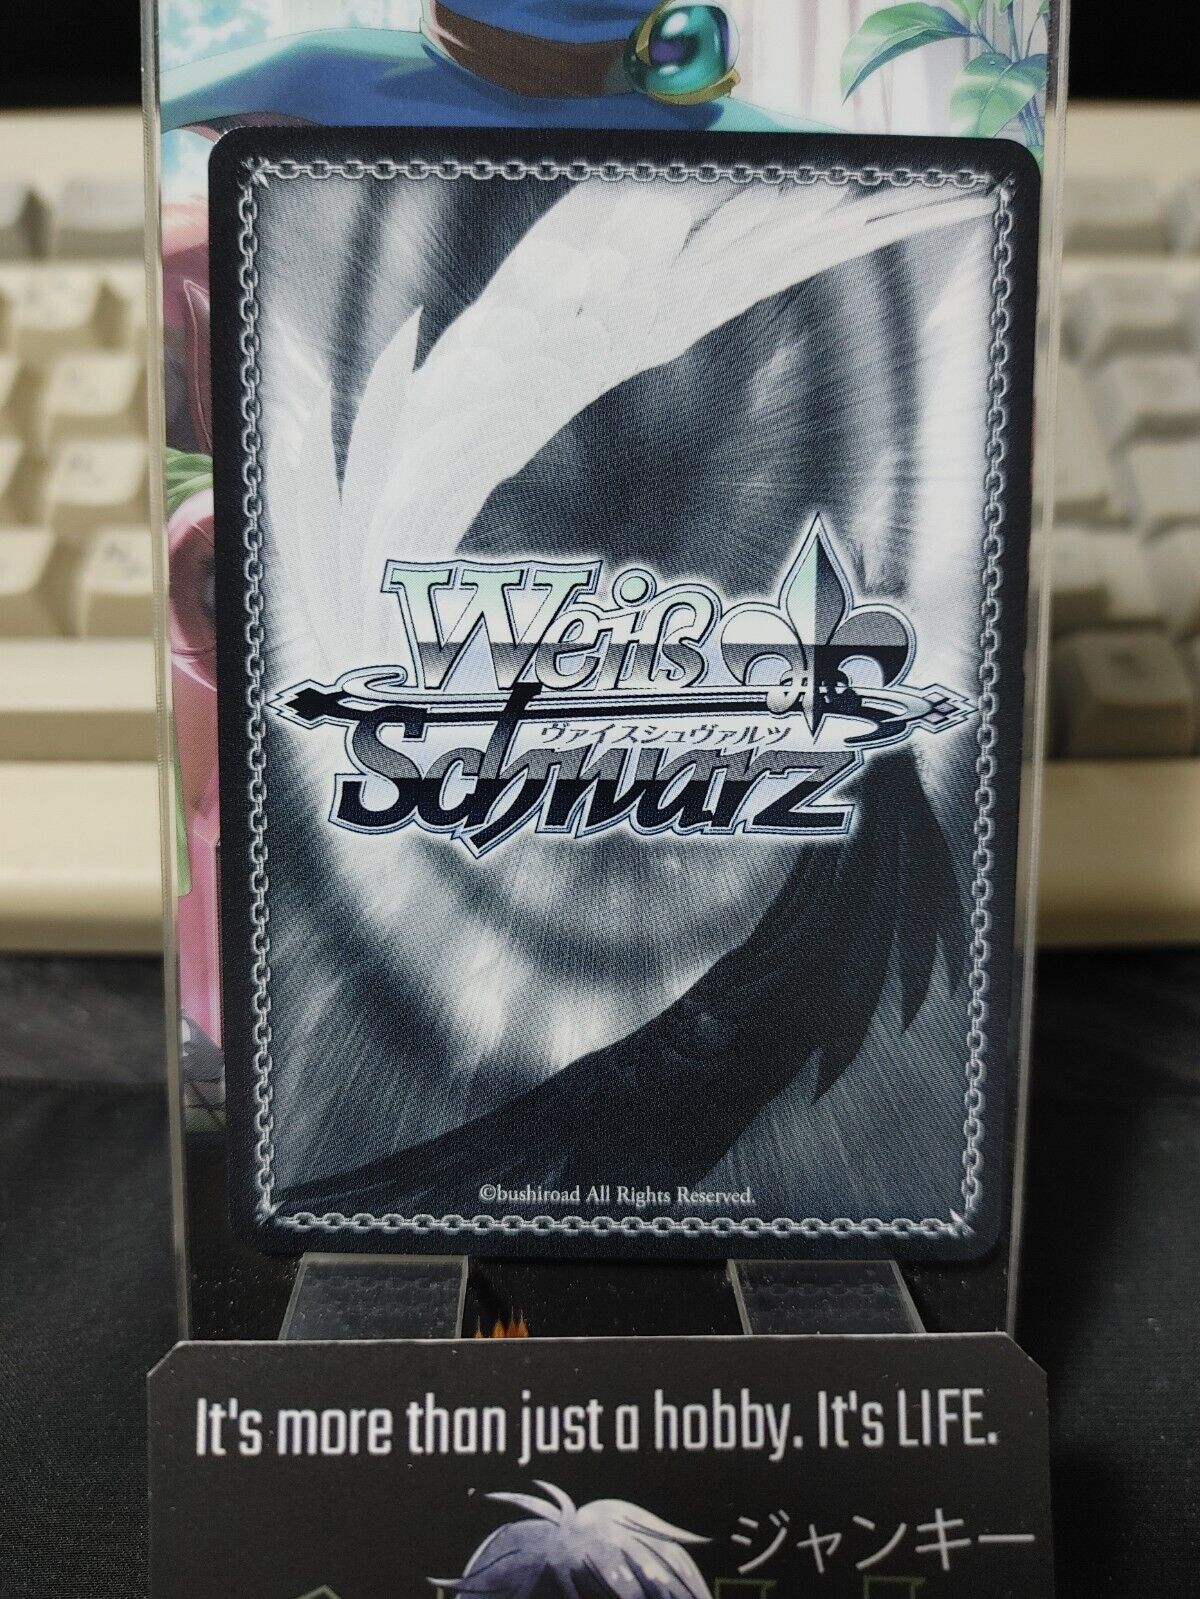 Weiß
ヴァイスシュヴァルツ
Schwarz
©bushiroad All Rights Reserved.
It's more than just a hobby. It's LIFE.
ジャンキー